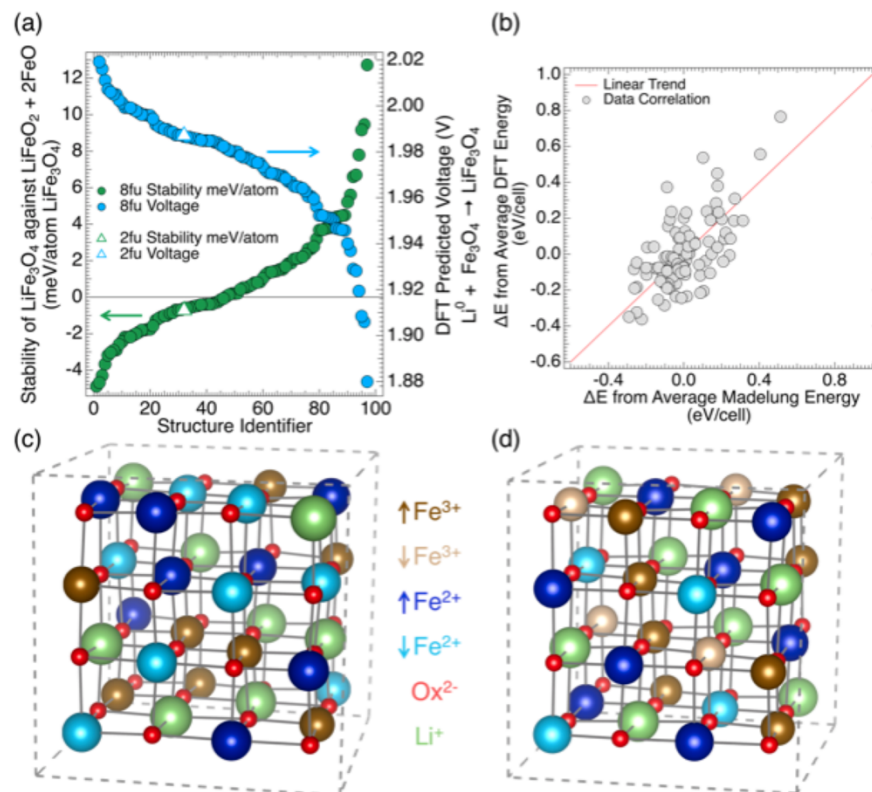 (a)
Stability of LiFe₃O₄ against LiFeO₂ + 2FeO
(meV/atom LiFe₃O₄)
12
10
8
6
4
2
0
-2
-4
8fu Stability meV/atom
8fu Voltage
2fu Stability meV/atom
2fu Voltage
0
20
40
60
80
100
Structure Identifier
2.02
2.00
1.98
1.96
1.94
1.92
1.90
1.88
DFT Predicted Voltage (V)
Li⁰ + Fe₃O₄ → LiFe₃O₄
(b)
ΔE from Average DFT Energy
(eV/cell)
1.0
0.8
0.6
0.4
0.2
0.0
-0.2
-0.4
-0.6
Linear Trend
Data Correlation
-0.4
0.0
0.4
0.8
ΔE from Average Madelung Energy
(eV/cell)
(c)
↑Fe³⁺
↓Fe³⁺
↑Fe²⁺
↓Fe²⁺
Ox²⁻
Li⁺
(d)